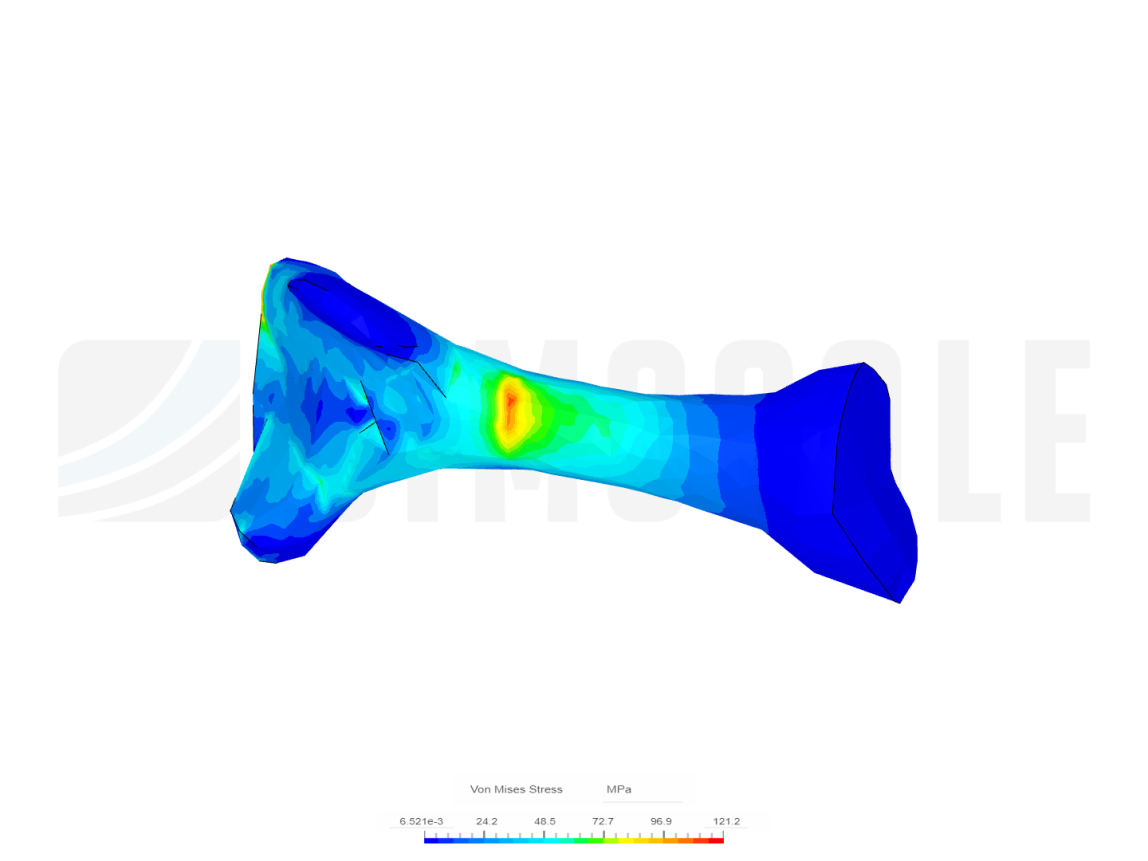 SIMSCALE
Von Mises Stress MPa
6.521e-3 24.2 48.5 72.7 96.9 121.2